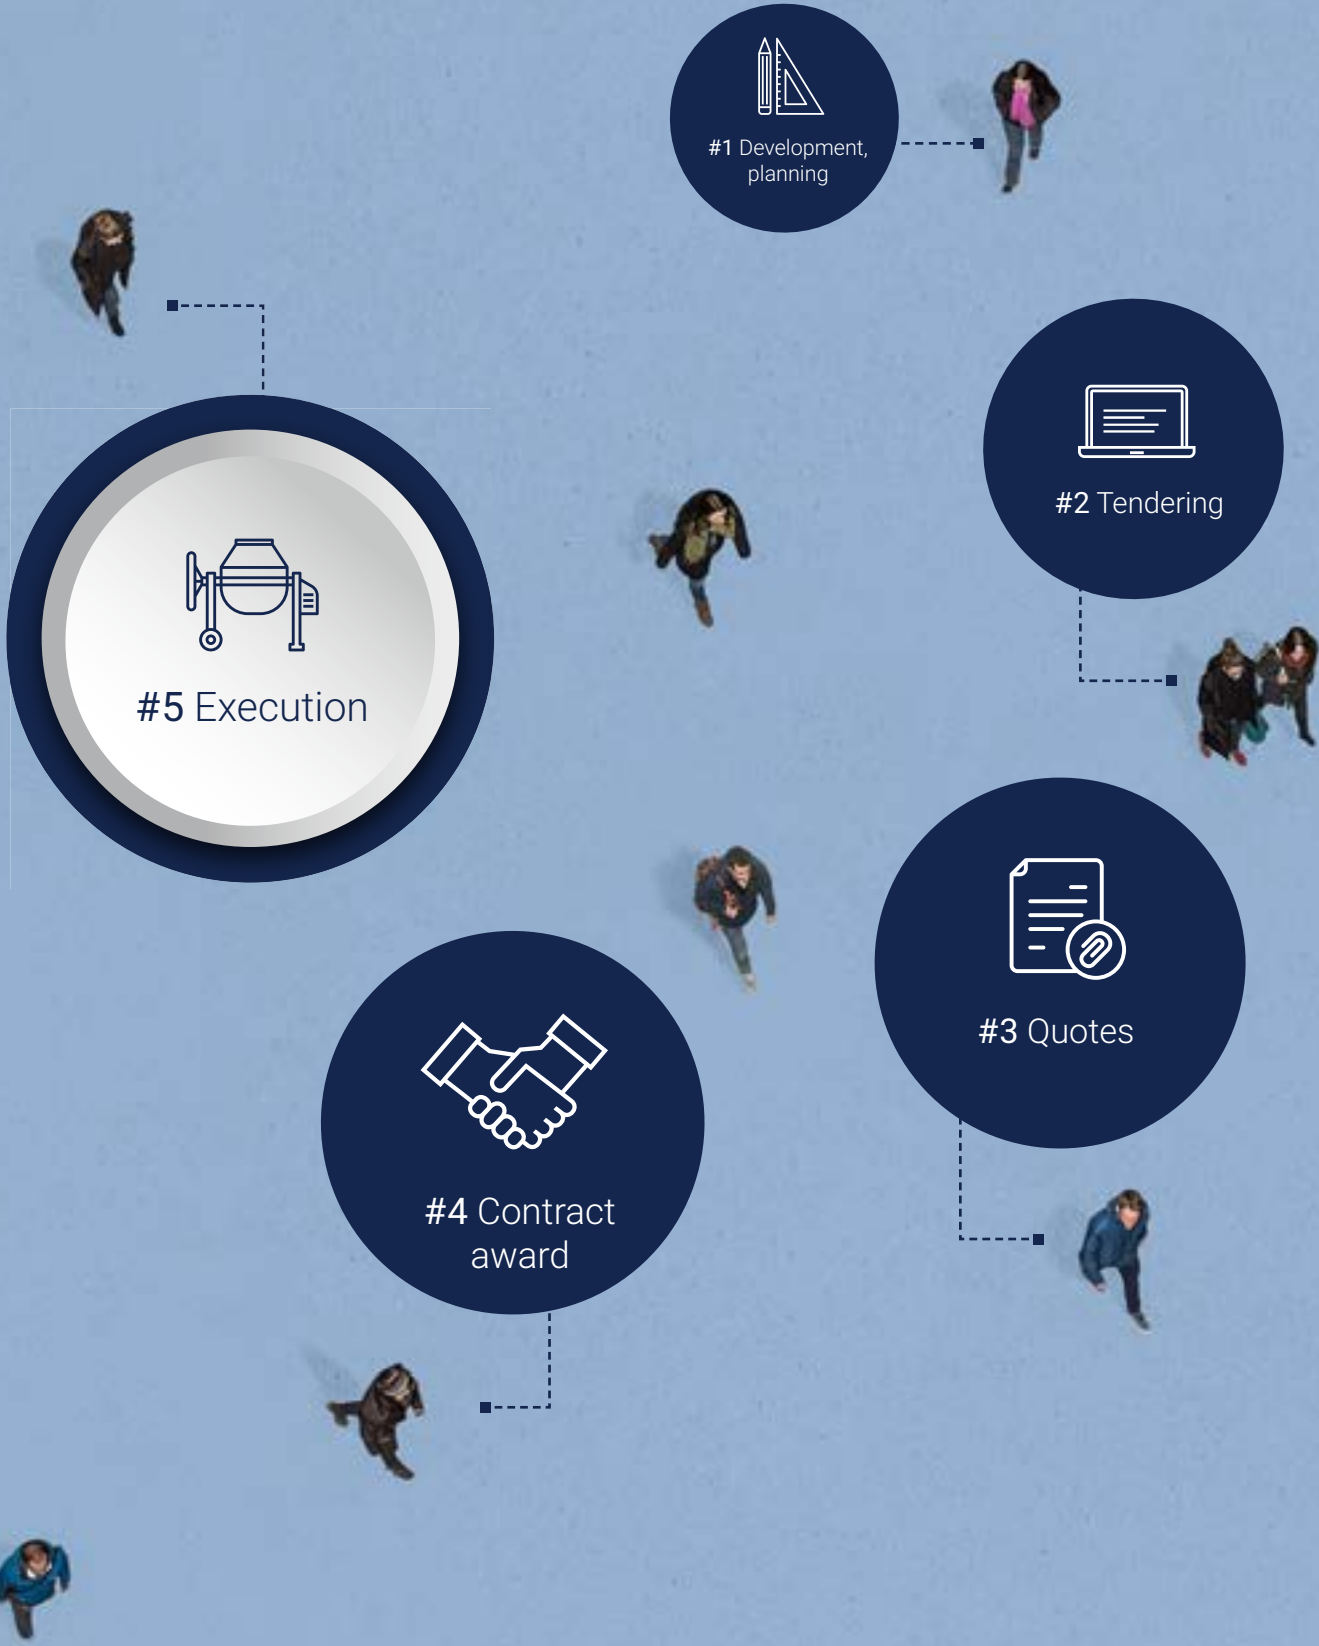 #1 Development,
planning
#2 Tendering
#3 Quotes
#4 Contract
award
#5 Execution